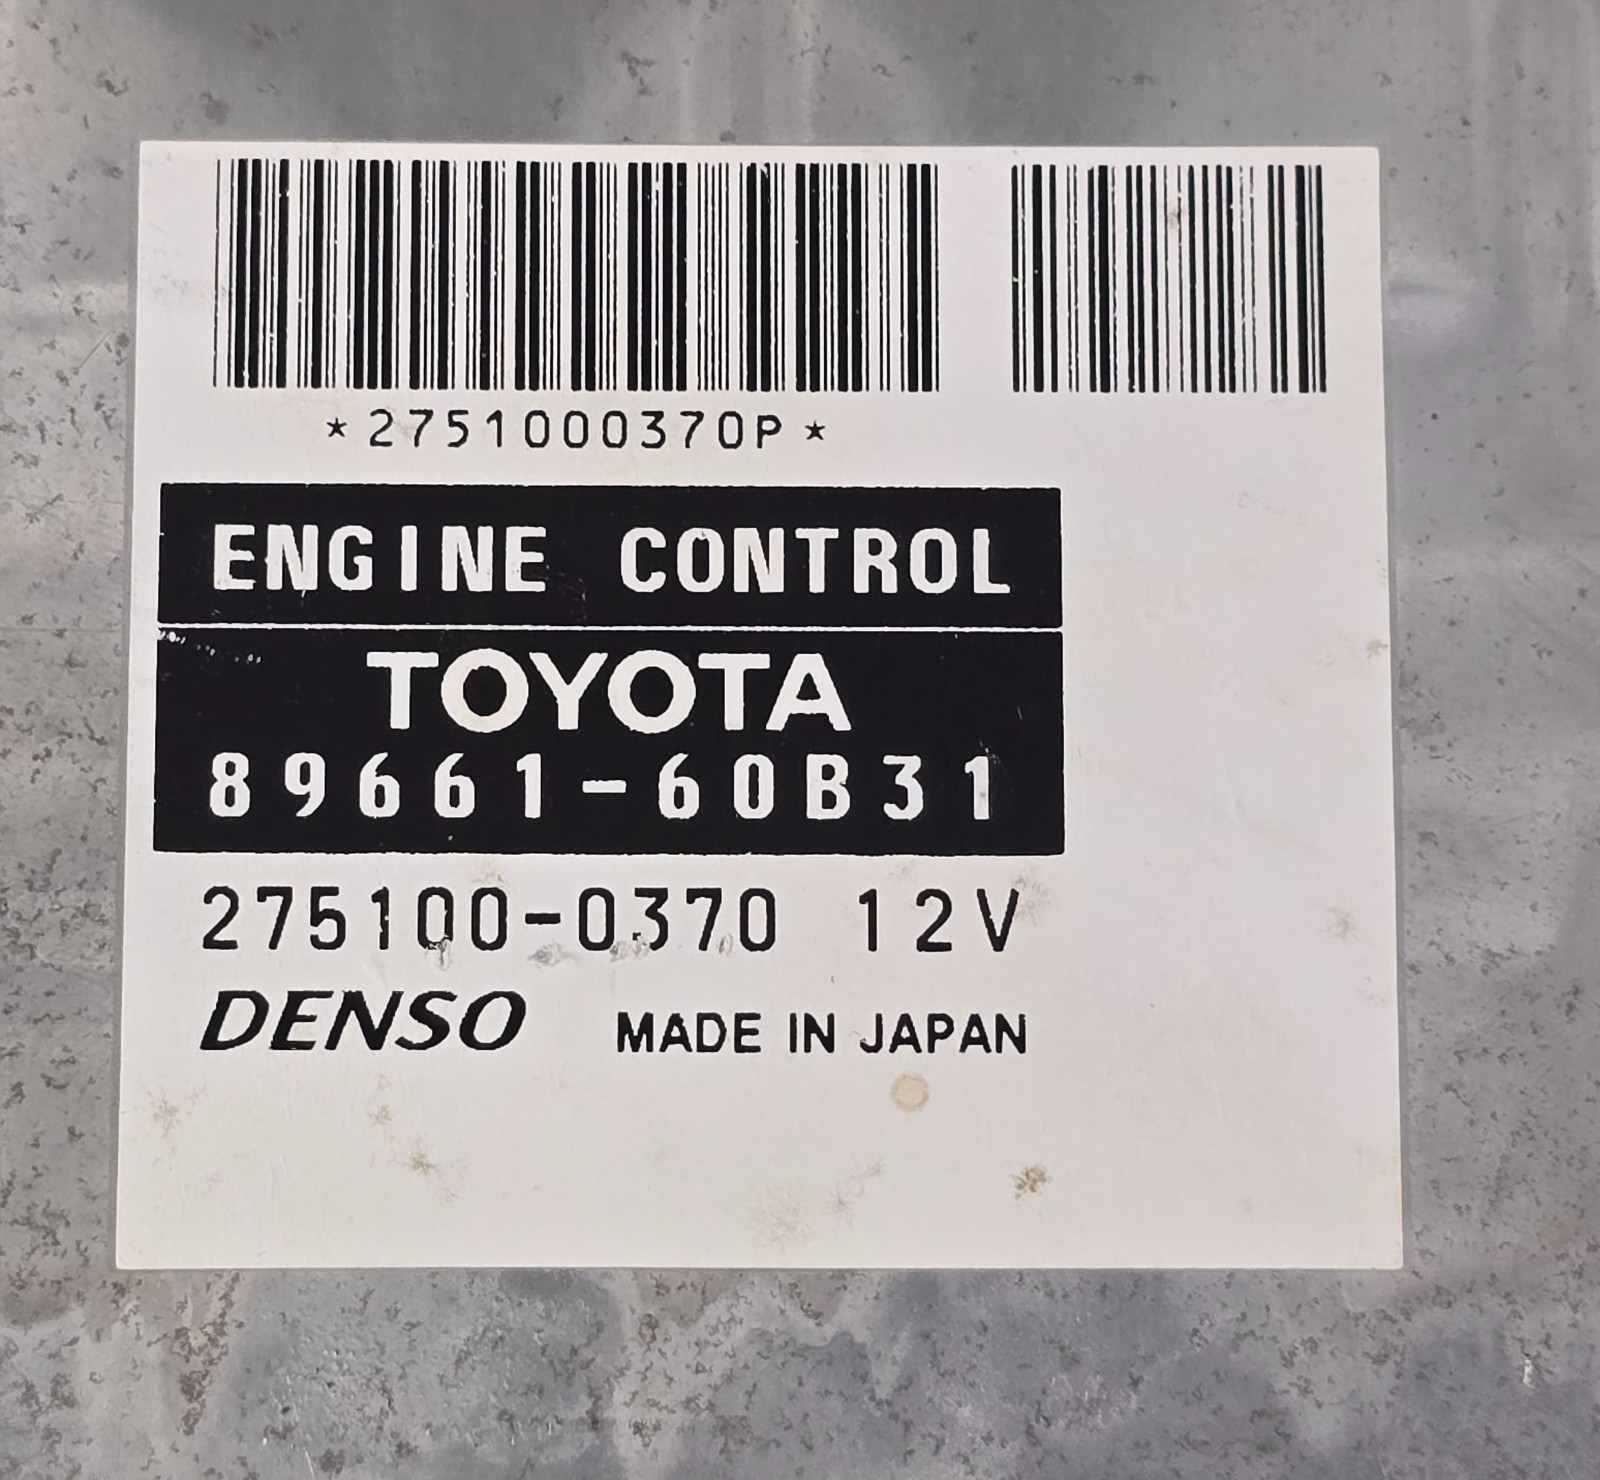 *2751000370P*
ENGINE CONTROL
TOYOTA
89661-60B31
275100-0370 12V
DENSO MADE IN JAPAN